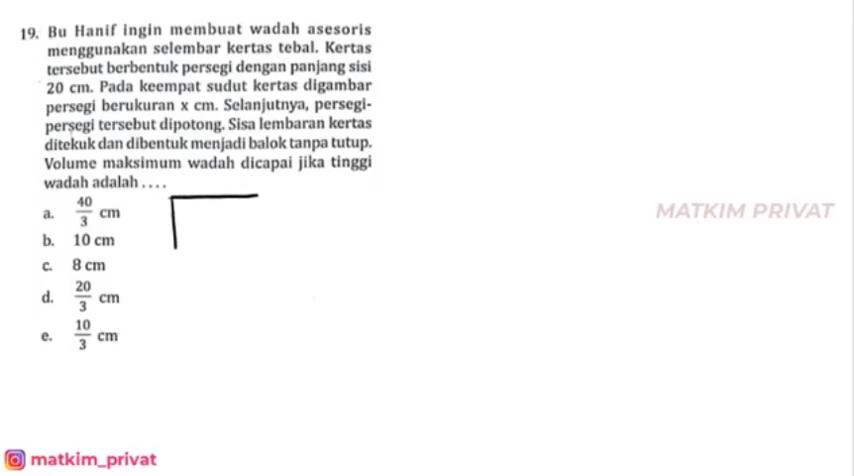 19. Bu Hanif ingin membuat wadah asesoris
menggunakan selembar kertas tebal. Kertas
tersebut berbentuk persegi dengan panjang sisi
20 cm. Pada keempat sudut kertas digambar
persegi berukuran x cm. Selanjutnya, persegi-
persegi tersebut dipotong. Sisa lembaran kertas
ditekuk dan dibentuk menjadi balok tanpa tutup.
Volume maksimum wadah dicapai jika tinggi
wadah adalah . . . .
a. 40/3 cm
b. 10 cm
c. 8 cm
d. 20/3 cm
e. 10/3 cm
MATKIM PRIVAT
matkim_privat